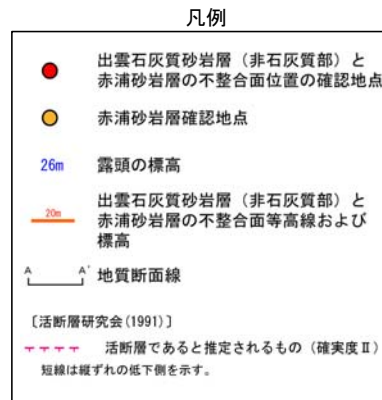 凡例
出雲石灰質砂岩層（非石灰質部）と
赤浦砂岩層の不整合面位置の確認地点
赤浦砂岩層確認地点
26m 露頭の標高
出雲石灰質砂岩層（非石灰質部）と
20m 赤浦砂岩層の不整合面等高線および
標高
A A' 地質断面線
〔活断層研究会(1991)〕
活断層であると推定されるもの（確実度Ⅱ）
短線は縦ずれの低下側を示す。